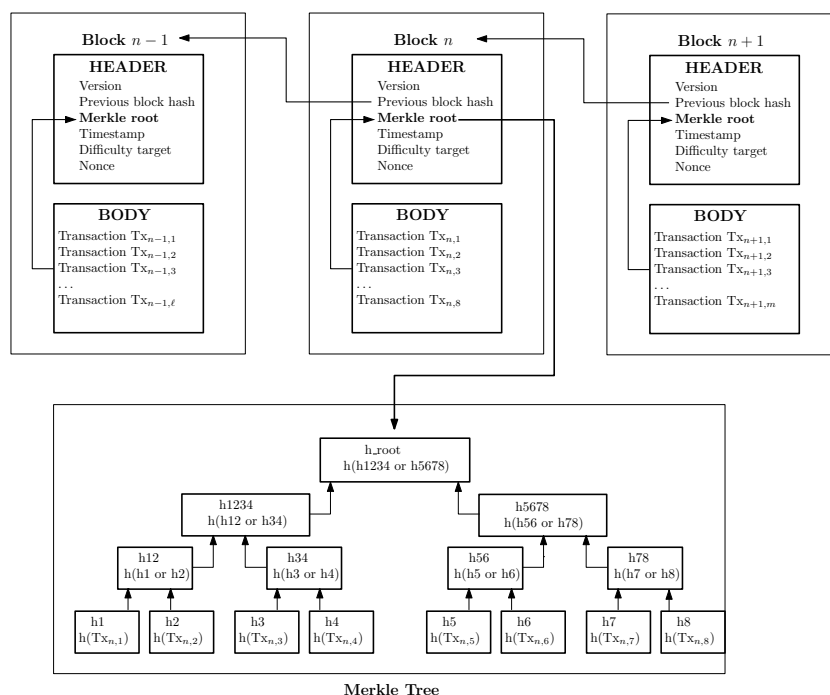 Block n − 1
HEADER
Version
Previous block hash
Merkle root
Timestamp
Difficulty target
Nonce
BODY
Transaction Tx_{n−1,1}
Transaction Tx_{n−1,2}
Transaction Tx_{n−1,3}
. . .
Transaction Tx_{n−1,ℓ}
Block n
HEADER
Version
Previous block hash
Merkle root
Timestamp
Difficulty target
Nonce
BODY
Transaction Tx_{n,1}
Transaction Tx_{n,2}
Transaction Tx_{n,3}
. . .
Transaction Tx_{n,8}
Block n + 1
HEADER
Version
Previous block hash
Merkle root
Timestamp
Difficulty target
Nonce
BODY
Transaction Tx_{n+1,1}
Transaction Tx_{n+1,2}
Transaction Tx_{n+1,3}
. . .
Transaction Tx_{n+1,m}
h_root
h(h1234 or h5678)
h1234
h(h12 or h34)
h5678
h(h56 or h78)
h12
h(h1 or h2)
h34
h(h3 or h4)
h56
h(h5 or h6)
h78
h(h7 or h8)
h1
h(Tx_{n,1})
h2
h(Tx_{n,2})
h3
h(Tx_{n,3})
h4
h(Tx_{n,4})
h5
h(Tx_{n,5})
h6
h(Tx_{n,6})
h7
h(Tx_{n,7})
h8
h(Tx_{n,8})
Merkle Tree